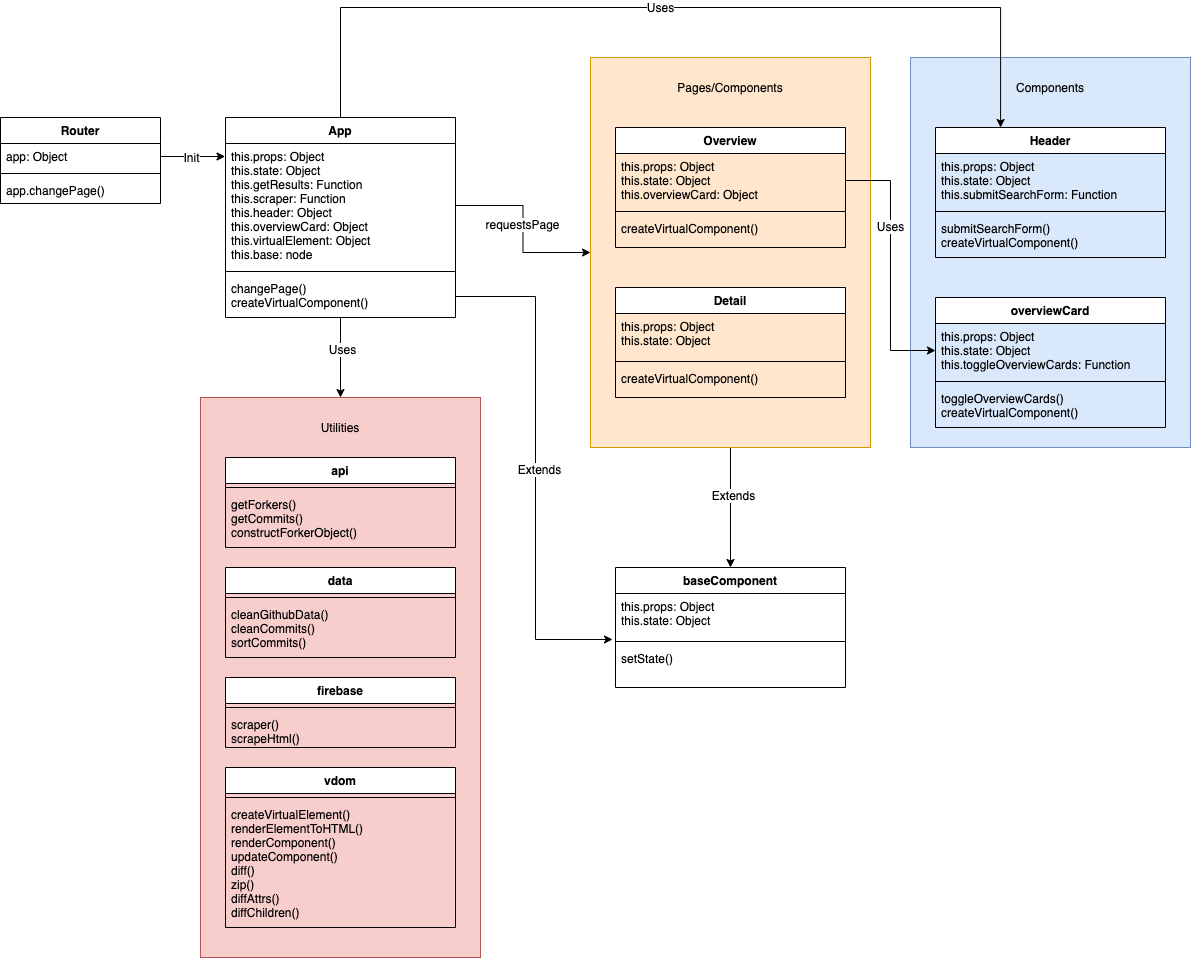 Uses
Router
app: Object
app.changePage()
Init
App
this.props: Object
this.state: Object
this.getResults: Function
this.scraper: Function
this.header: Object
this.overviewCard: Object
this.virtualElement: Object
this.base: node
changePage()
createVirtualComponent()
requestsPage
Pages/Components
Overview
this.props: Object
this.state: Object
this.overviewCard: Object
createVirtualComponent()
Detail
this.props: Object
this.state: Object
createVirtualComponent()
Uses
Components
Header
this.props: Object
this.state: Object
this.submitSearchForm: Function
submitSearchForm()
createVirtualComponent()
overviewCard
this.props: Object
this.state: Object
this.toggleOverviewCards: Function
toggleOverviewCards()
createVirtualComponent()
Uses
Extends
Extends
Utilities
api
getForkers()
getCommits()
constructForkerObject()
data
cleanGithubData()
cleanCommits()
sortCommits()
firebase
scraper()
scrapeHtml()
vdom
createVirtualElement()
renderElementToHTML()
renderComponent()
updateComponent()
diff()
zip()
diffAttrs()
diffChildren()
baseComponent
this.props: Object
this.state: Object
setState()